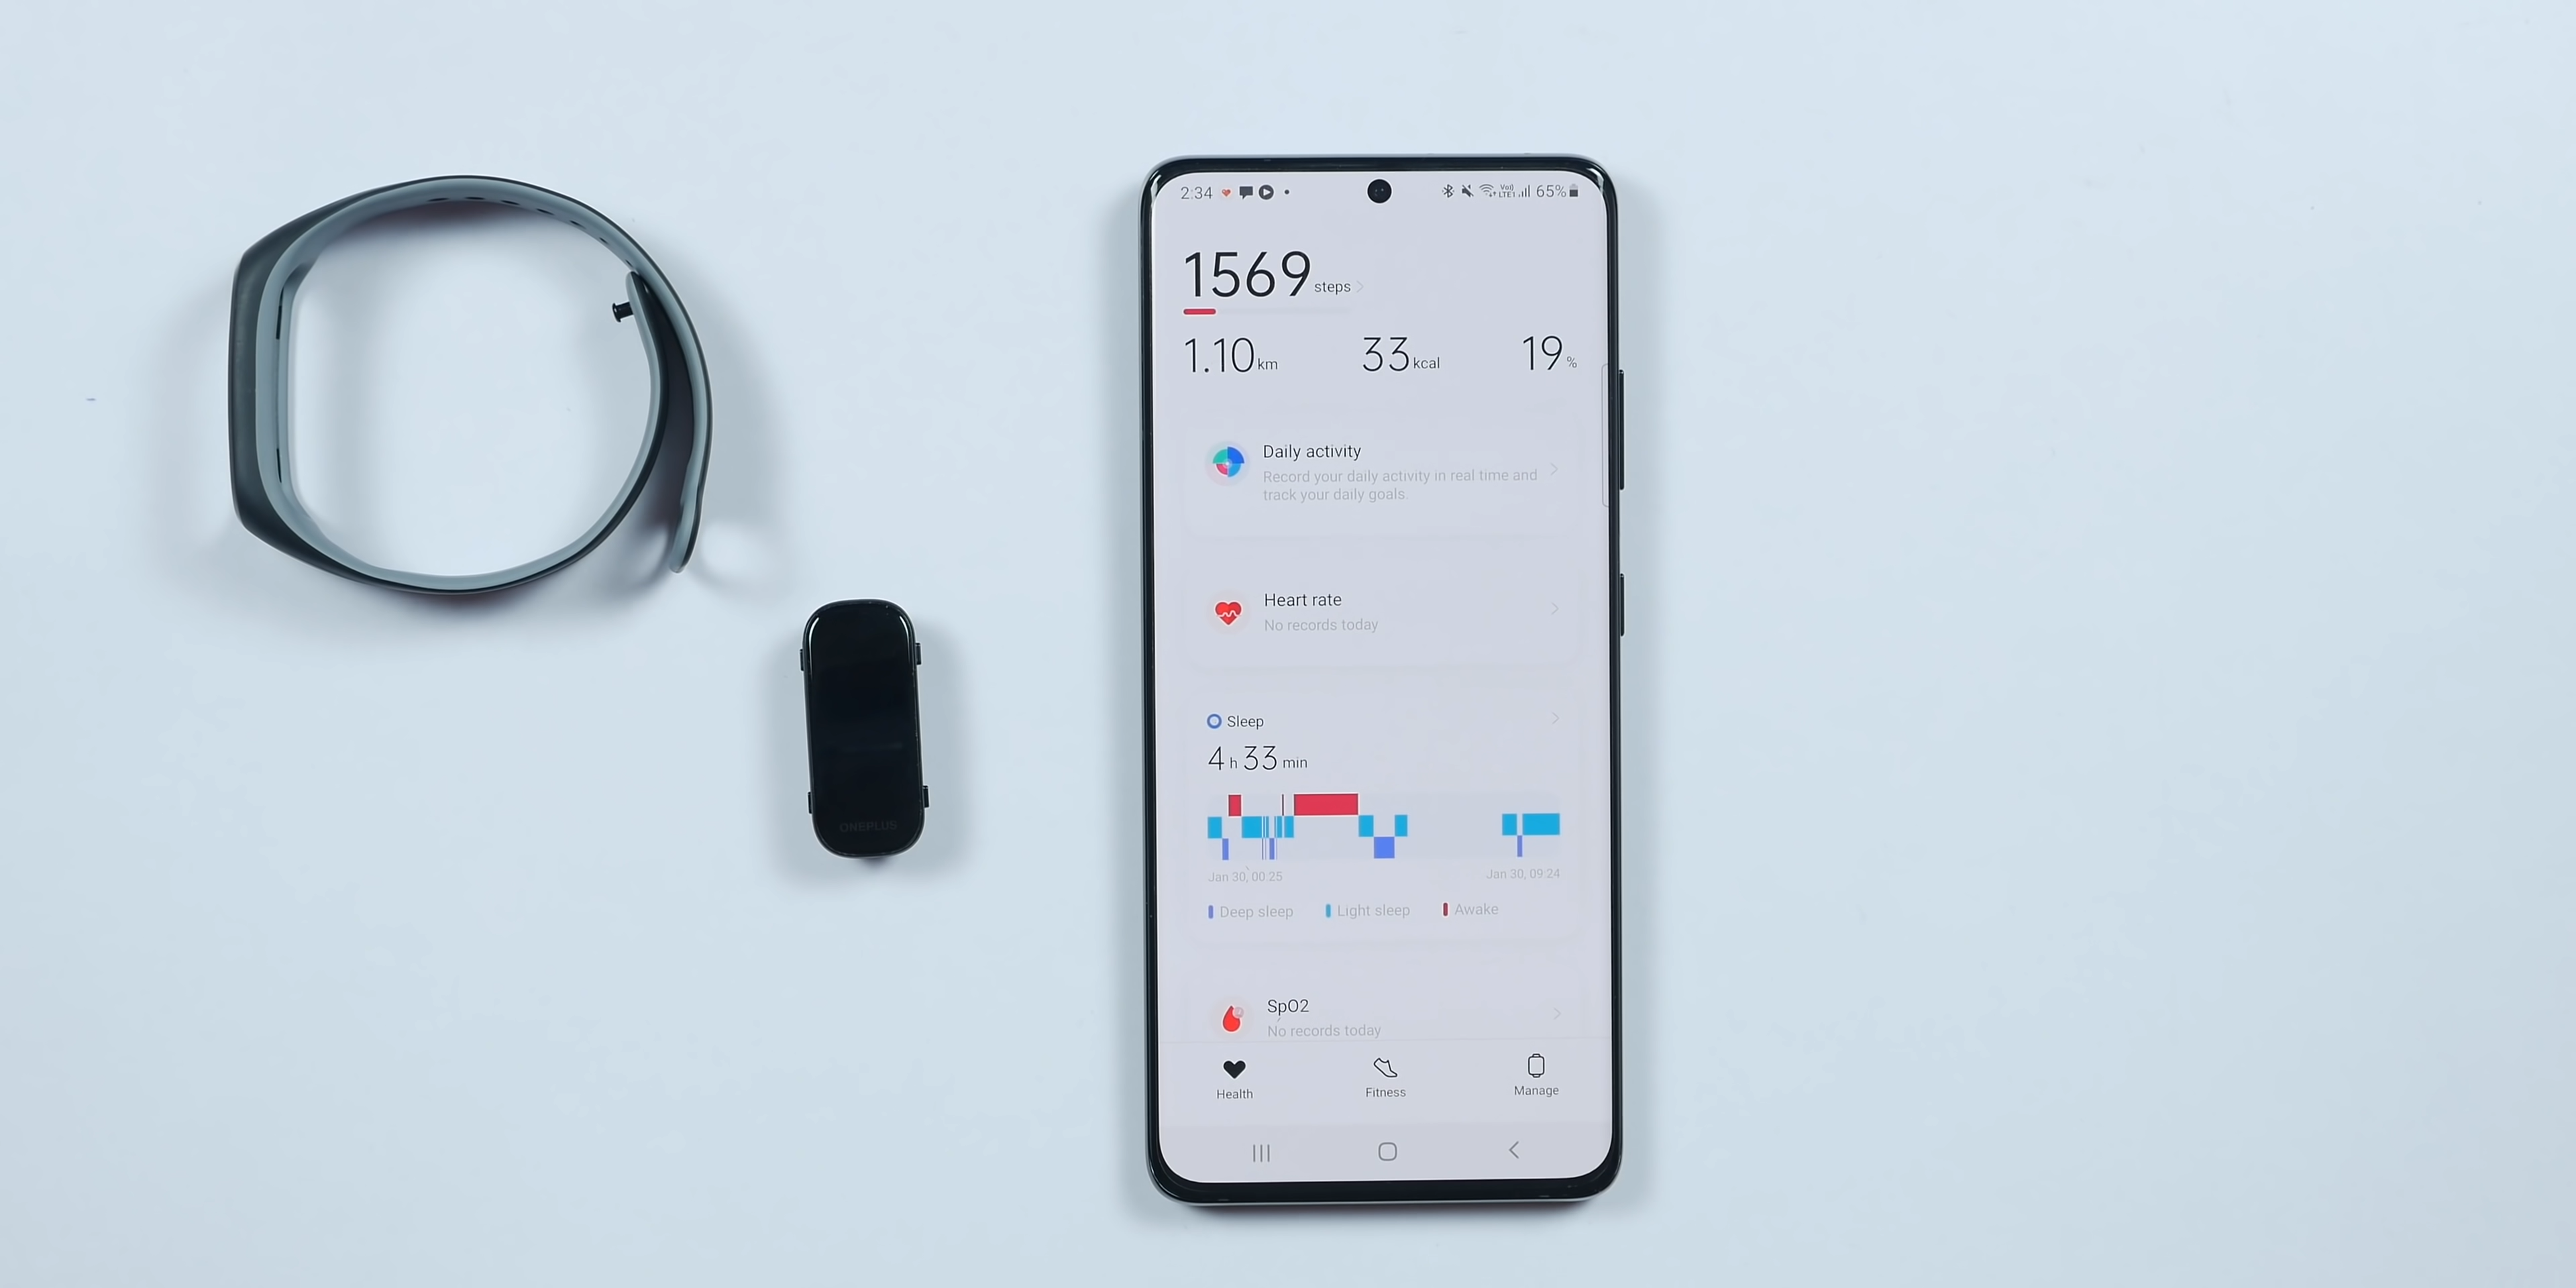 2:34 65%
1569 steps
1.10 km 33 kcal 19 %
Daily activity
Record your daily activity in real time and
track your daily goals.
Heart rate
No records today
Sleep
4 h 33 min
Jan 30, 00:25 Jan 30, 09:24
Deep sleep Light sleep Awake
SpO2
No records today
Health Fitness Manage
ONEPLUS